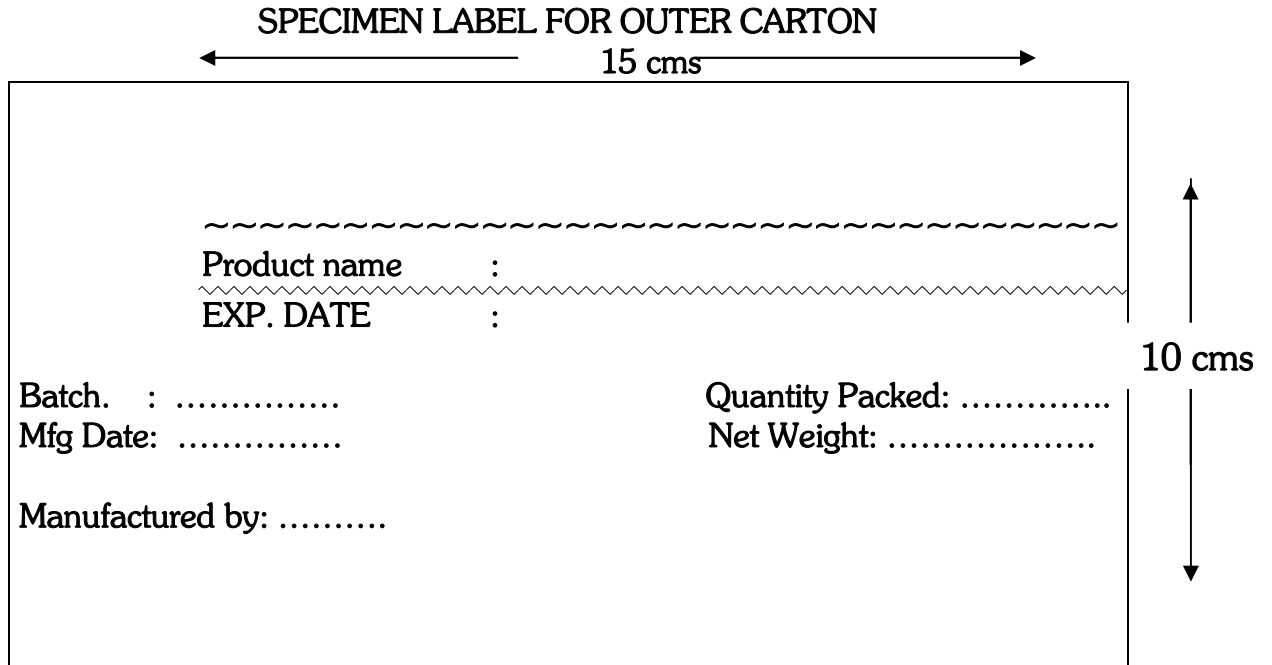 SPECIMEN LABEL FOR OUTER CARTON
15 cms
~~~~~~~~~~~~~~~~~~~~~~~~~~~~~~~~~
Product name :
EXP. DATE :
10 cms
Batch. : ...............
Quantity Packed: ..............
Mfg Date: ...............
Net Weight: ...................
Manufactured by: ..........